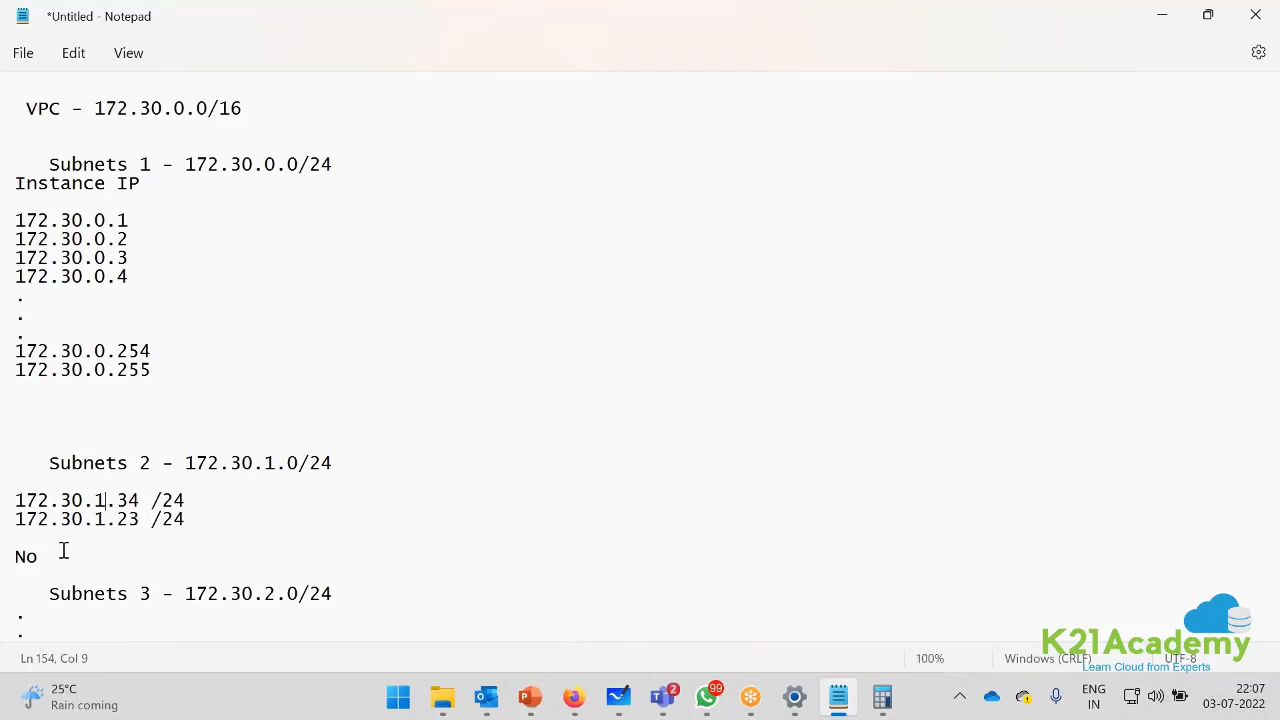 *Untitled - Notepad
File Edit View
VPC - 172.30.0.0/16
Subnets 1 - 172.30.0.0/24
Instance IP
172.30.0.1
172.30.0.2
172.30.0.3
172.30.0.4
.
.
.
172.30.0.254
172.30.0.255
Subnets 2 - 172.30.1.0/24
172.30.1.34 /24
172.30.1.23 /24
No
Subnets 3 - 172.30.2.0/24
.
.
K21Academy
Learn Cloud from Experts
Ln 154, Col 9 100% Windows (CRLF) UTF-8
25°C
Rain coming
2
99
ENG
IN
22:07
03-07-2022